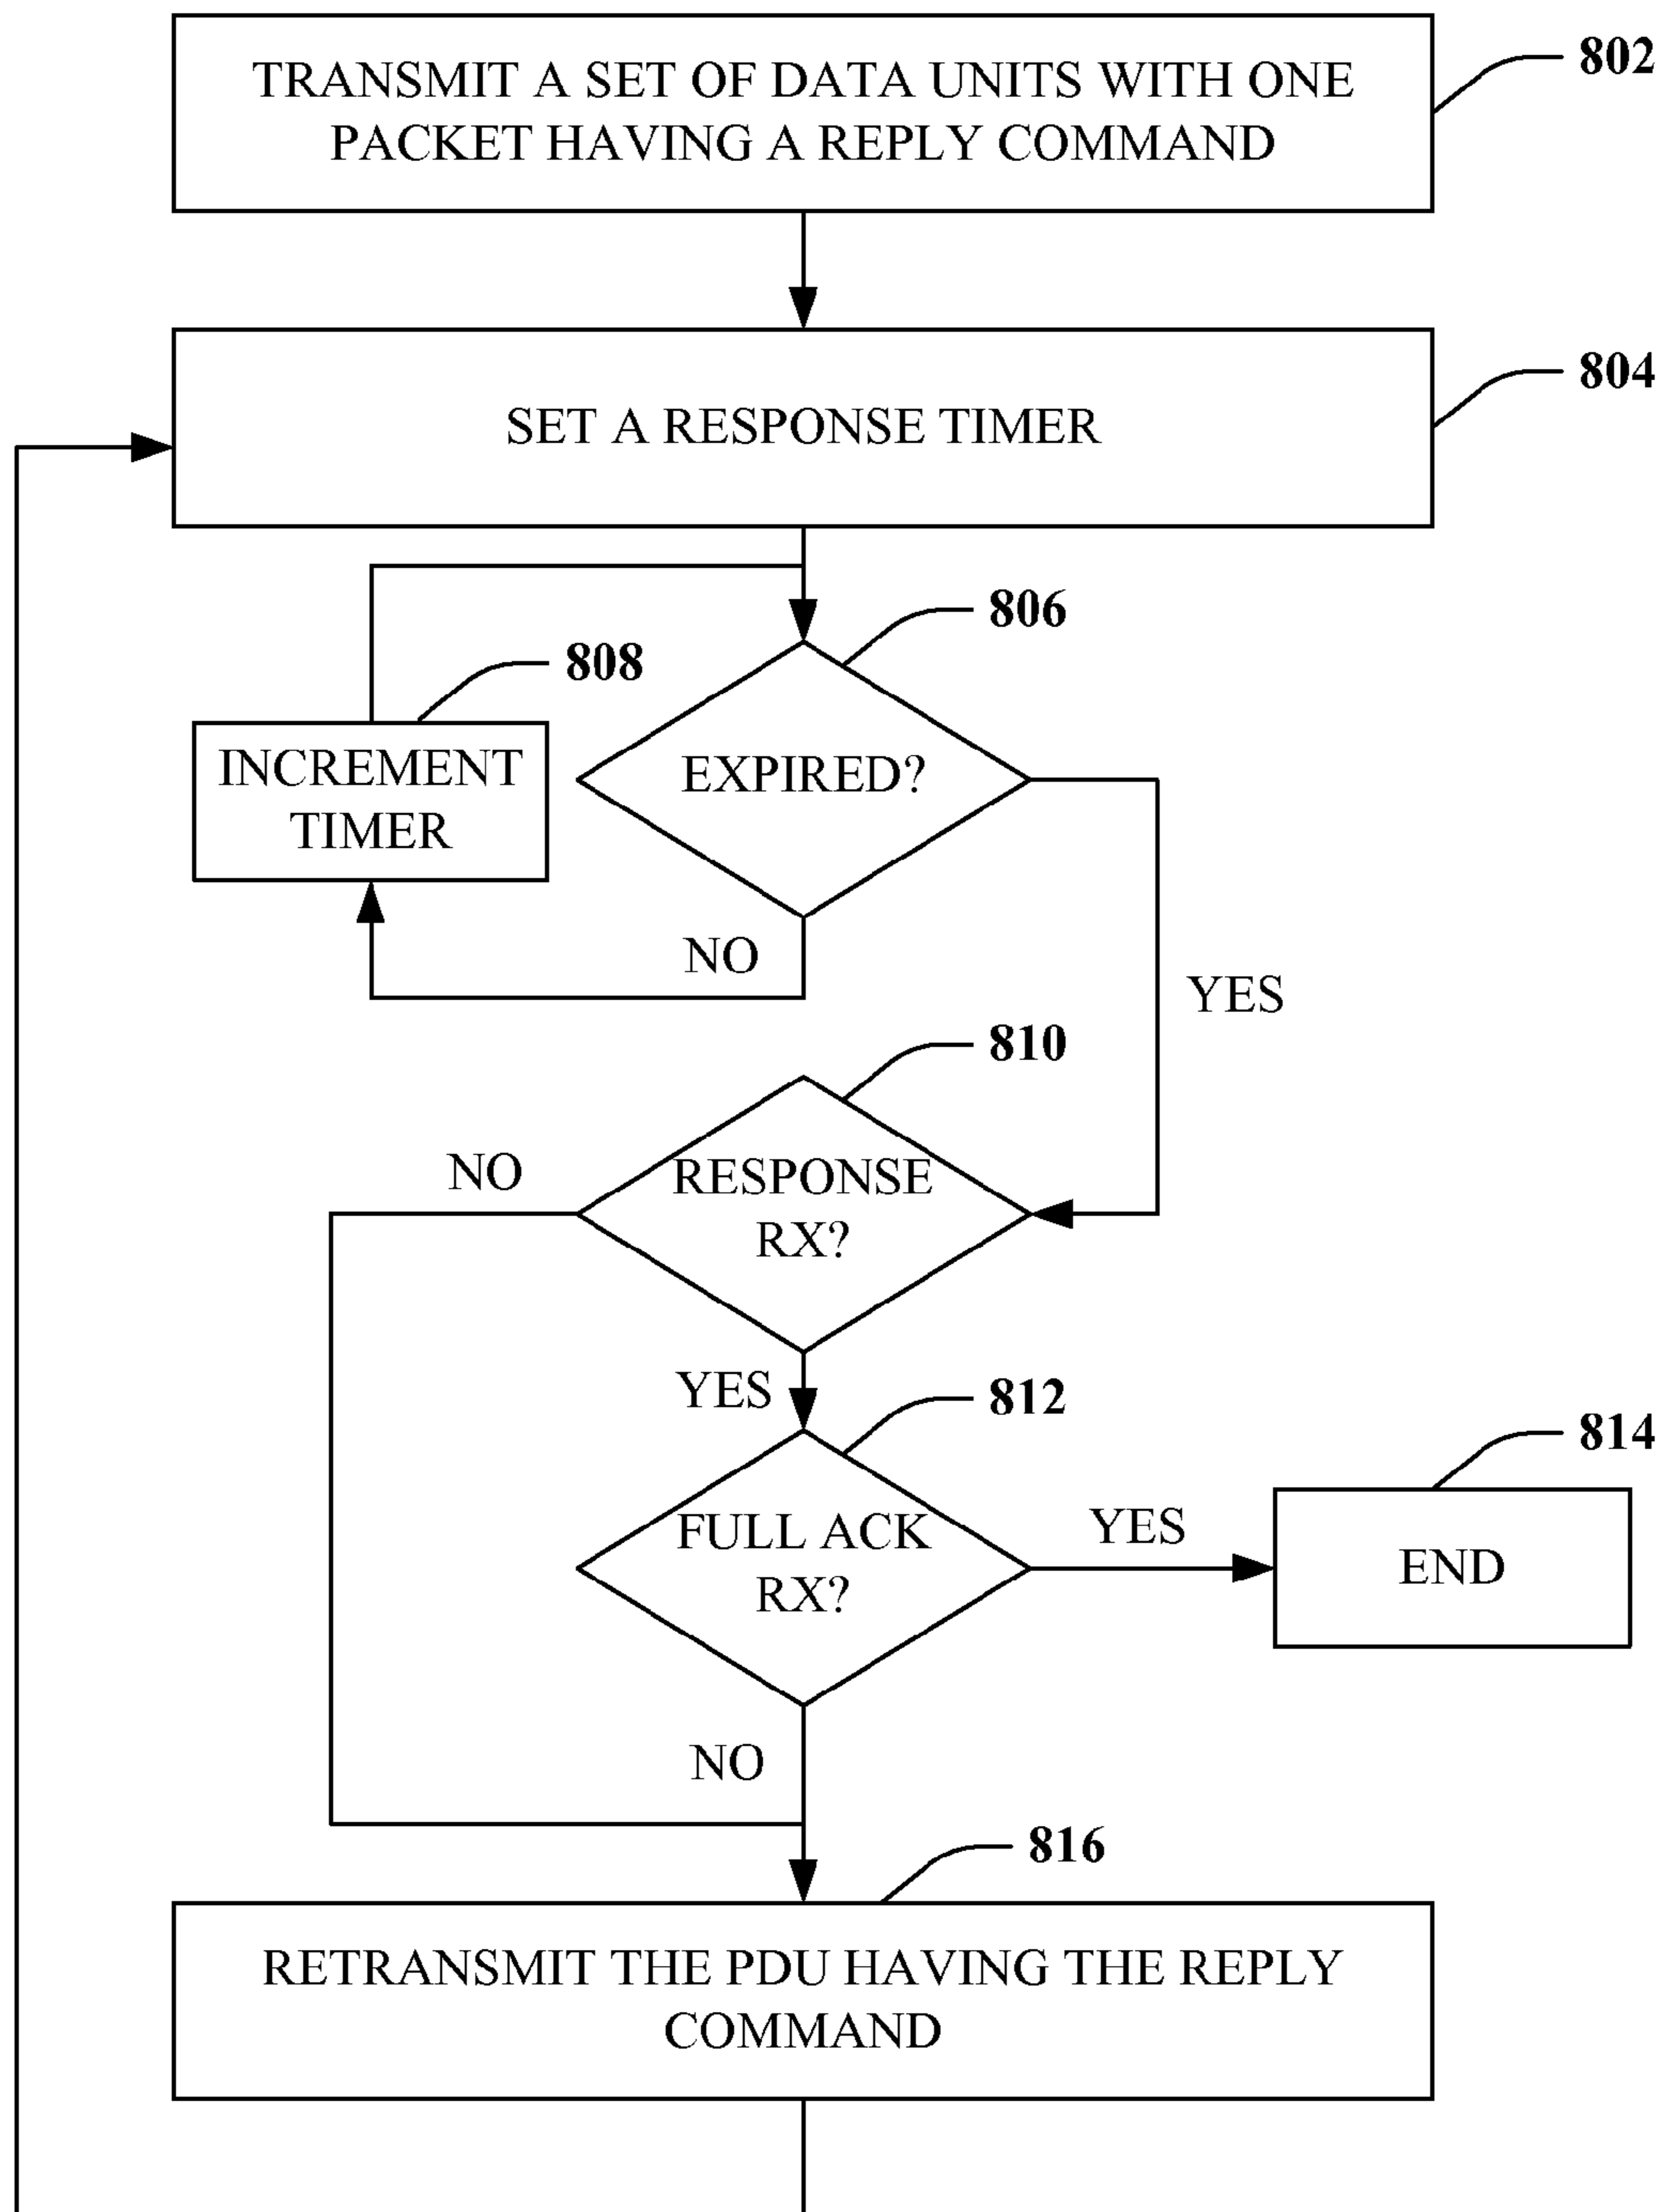 TRANSMIT A SET OF DATA UNITS WITH ONE
PACKET HAVING A REPLY COMMAND
802
SET A RESPONSE TIMER
804
806
808
INCREMENT
TIMER
EXPIRED?
NO
YES
810
NO
RESPONSE
RX?
YES
812
814
FULL ACK
RX?
YES
END
NO
816
RETRANSMIT THE PDU HAVING THE REPLY
COMMAND